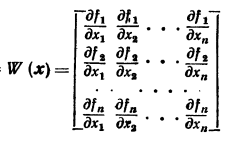 = W (x) = [ ∂f₁/∂x₁ ∂f₁/∂x₂ · · · ∂f₁/∂xₙ
∂f₂/∂x₁ ∂f₂/∂x₂ · · · ∂f₂/∂xₙ
· · · · · · ·
∂fₙ/∂x₁ ∂fₙ/∂x₂ · · · ∂fₙ/∂xₙ ]